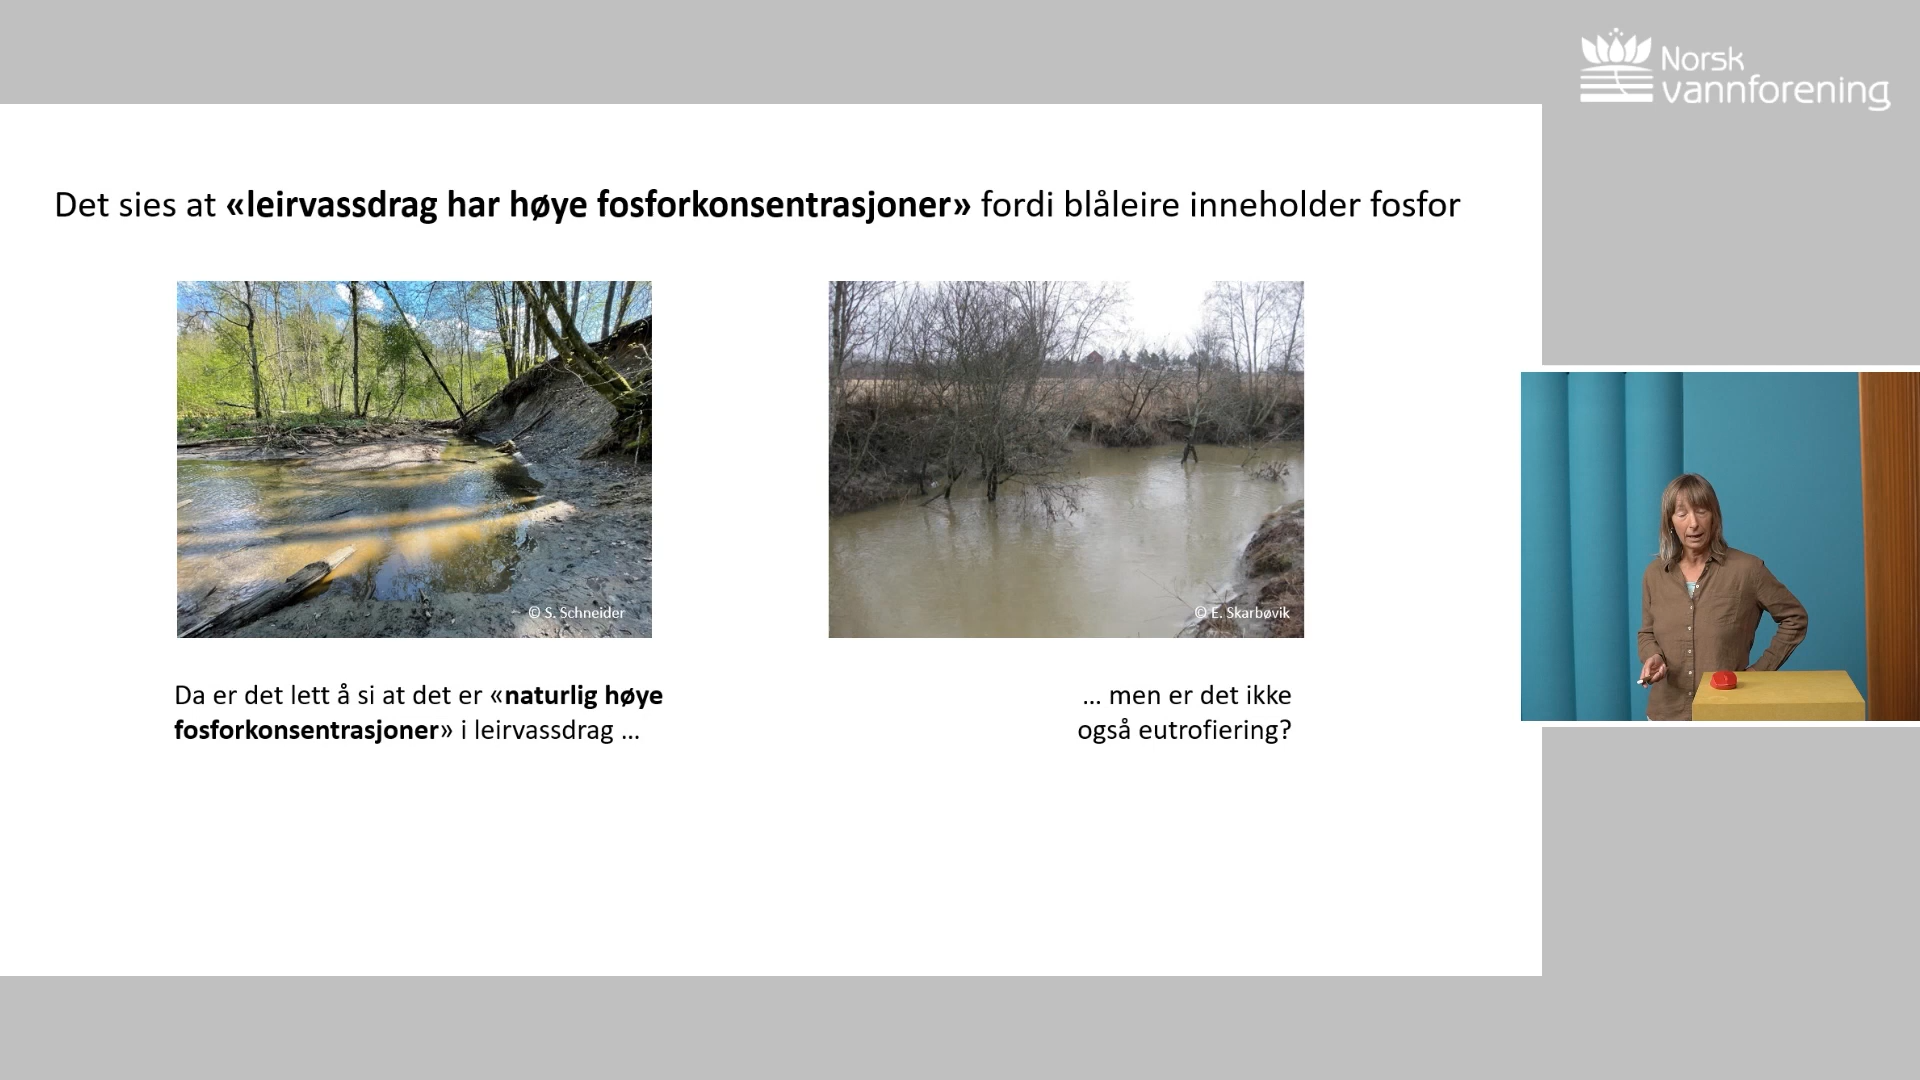 Norsk
vannforening
Det sies at «leirvassdrag har høye fosforkonsentrasjoner» fordi blåleire inneholder fosfor
© S. Schneider
© E. Skarbøvik
Da er det lett å si at det er «naturlig høye
fosforkonsentrasjoner» i leirvassdrag ...
... men er det ikke
også eutrofiering?